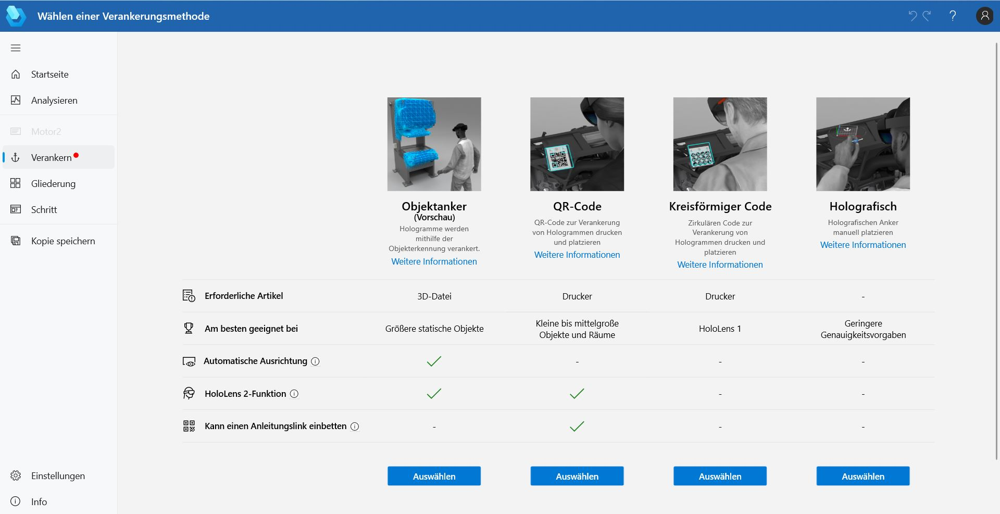 Wählen einer Verankerungsmethode
Startseite
Analysieren
Motor2
Verankern
Gliederung
Schritt
Kopie speichern
Einstellungen
Info
Objektanker
(Vorschau)
Hologramme werden
mithilfe der
Objekterkennung verankert.
Weitere Informationen
QR-Code
QR-Code zur Verankerung
von Hologrammen drucken
und platzieren
Weitere Informationen
Kreisförmiger Code
Zirkulären Code zur
Verankerung von
Hologrammen drucken und
platzieren
Weitere Informationen
Holografisch
Holografischen Anker
manuell platzieren
Weitere Informationen
Erforderliche Artikel
3D-Datei
Drucker
Drucker
-
Am besten geeignet bei
Größere statische Objekte
Kleine bis mittelgroße
Objekte und Räume
HoloLens 1
Geringere
Genauigkeitsvorgaben
Automatische Ausrichtung
-
-
-
HoloLens 2-Funktion
-
-
Kann einen Anleitungslink einbetten
-
-
-
Auswählen
Auswählen
Auswählen
Auswählen